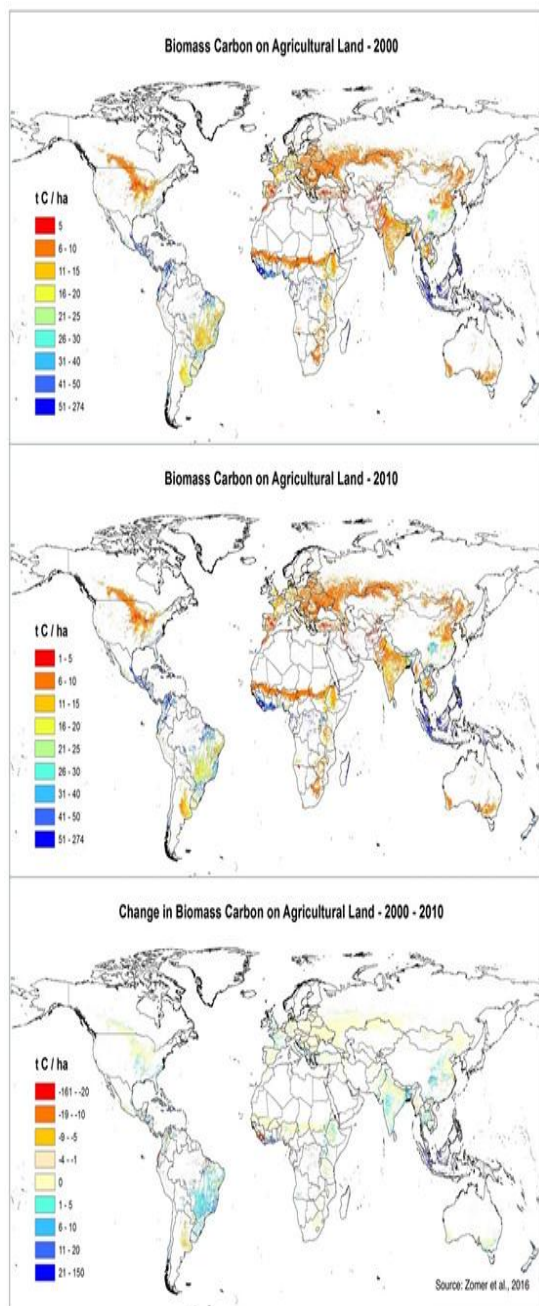 Biomass Carbon on Agricultural Land - 2000
t C / ha
5
6 - 10
11 - 15
16 - 20
21 - 25
26 - 30
31 - 40
41 - 50
51 - 274
Biomass Carbon on Agricultural Land - 2010
t C / ha
1 - 5
6 - 10
11 - 15
16 - 20
21 - 25
26 - 30
31 - 40
41 - 50
51 - 274
Change in Biomass Carbon on Agricultural Land - 2000 - 2010
t C / ha
-161 - -20
-19 - -10
-9 - -5
-4 - -1
0
1 - 5
6 - 10
11 - 20
21 - 150
Source: Zomer et al., 2016